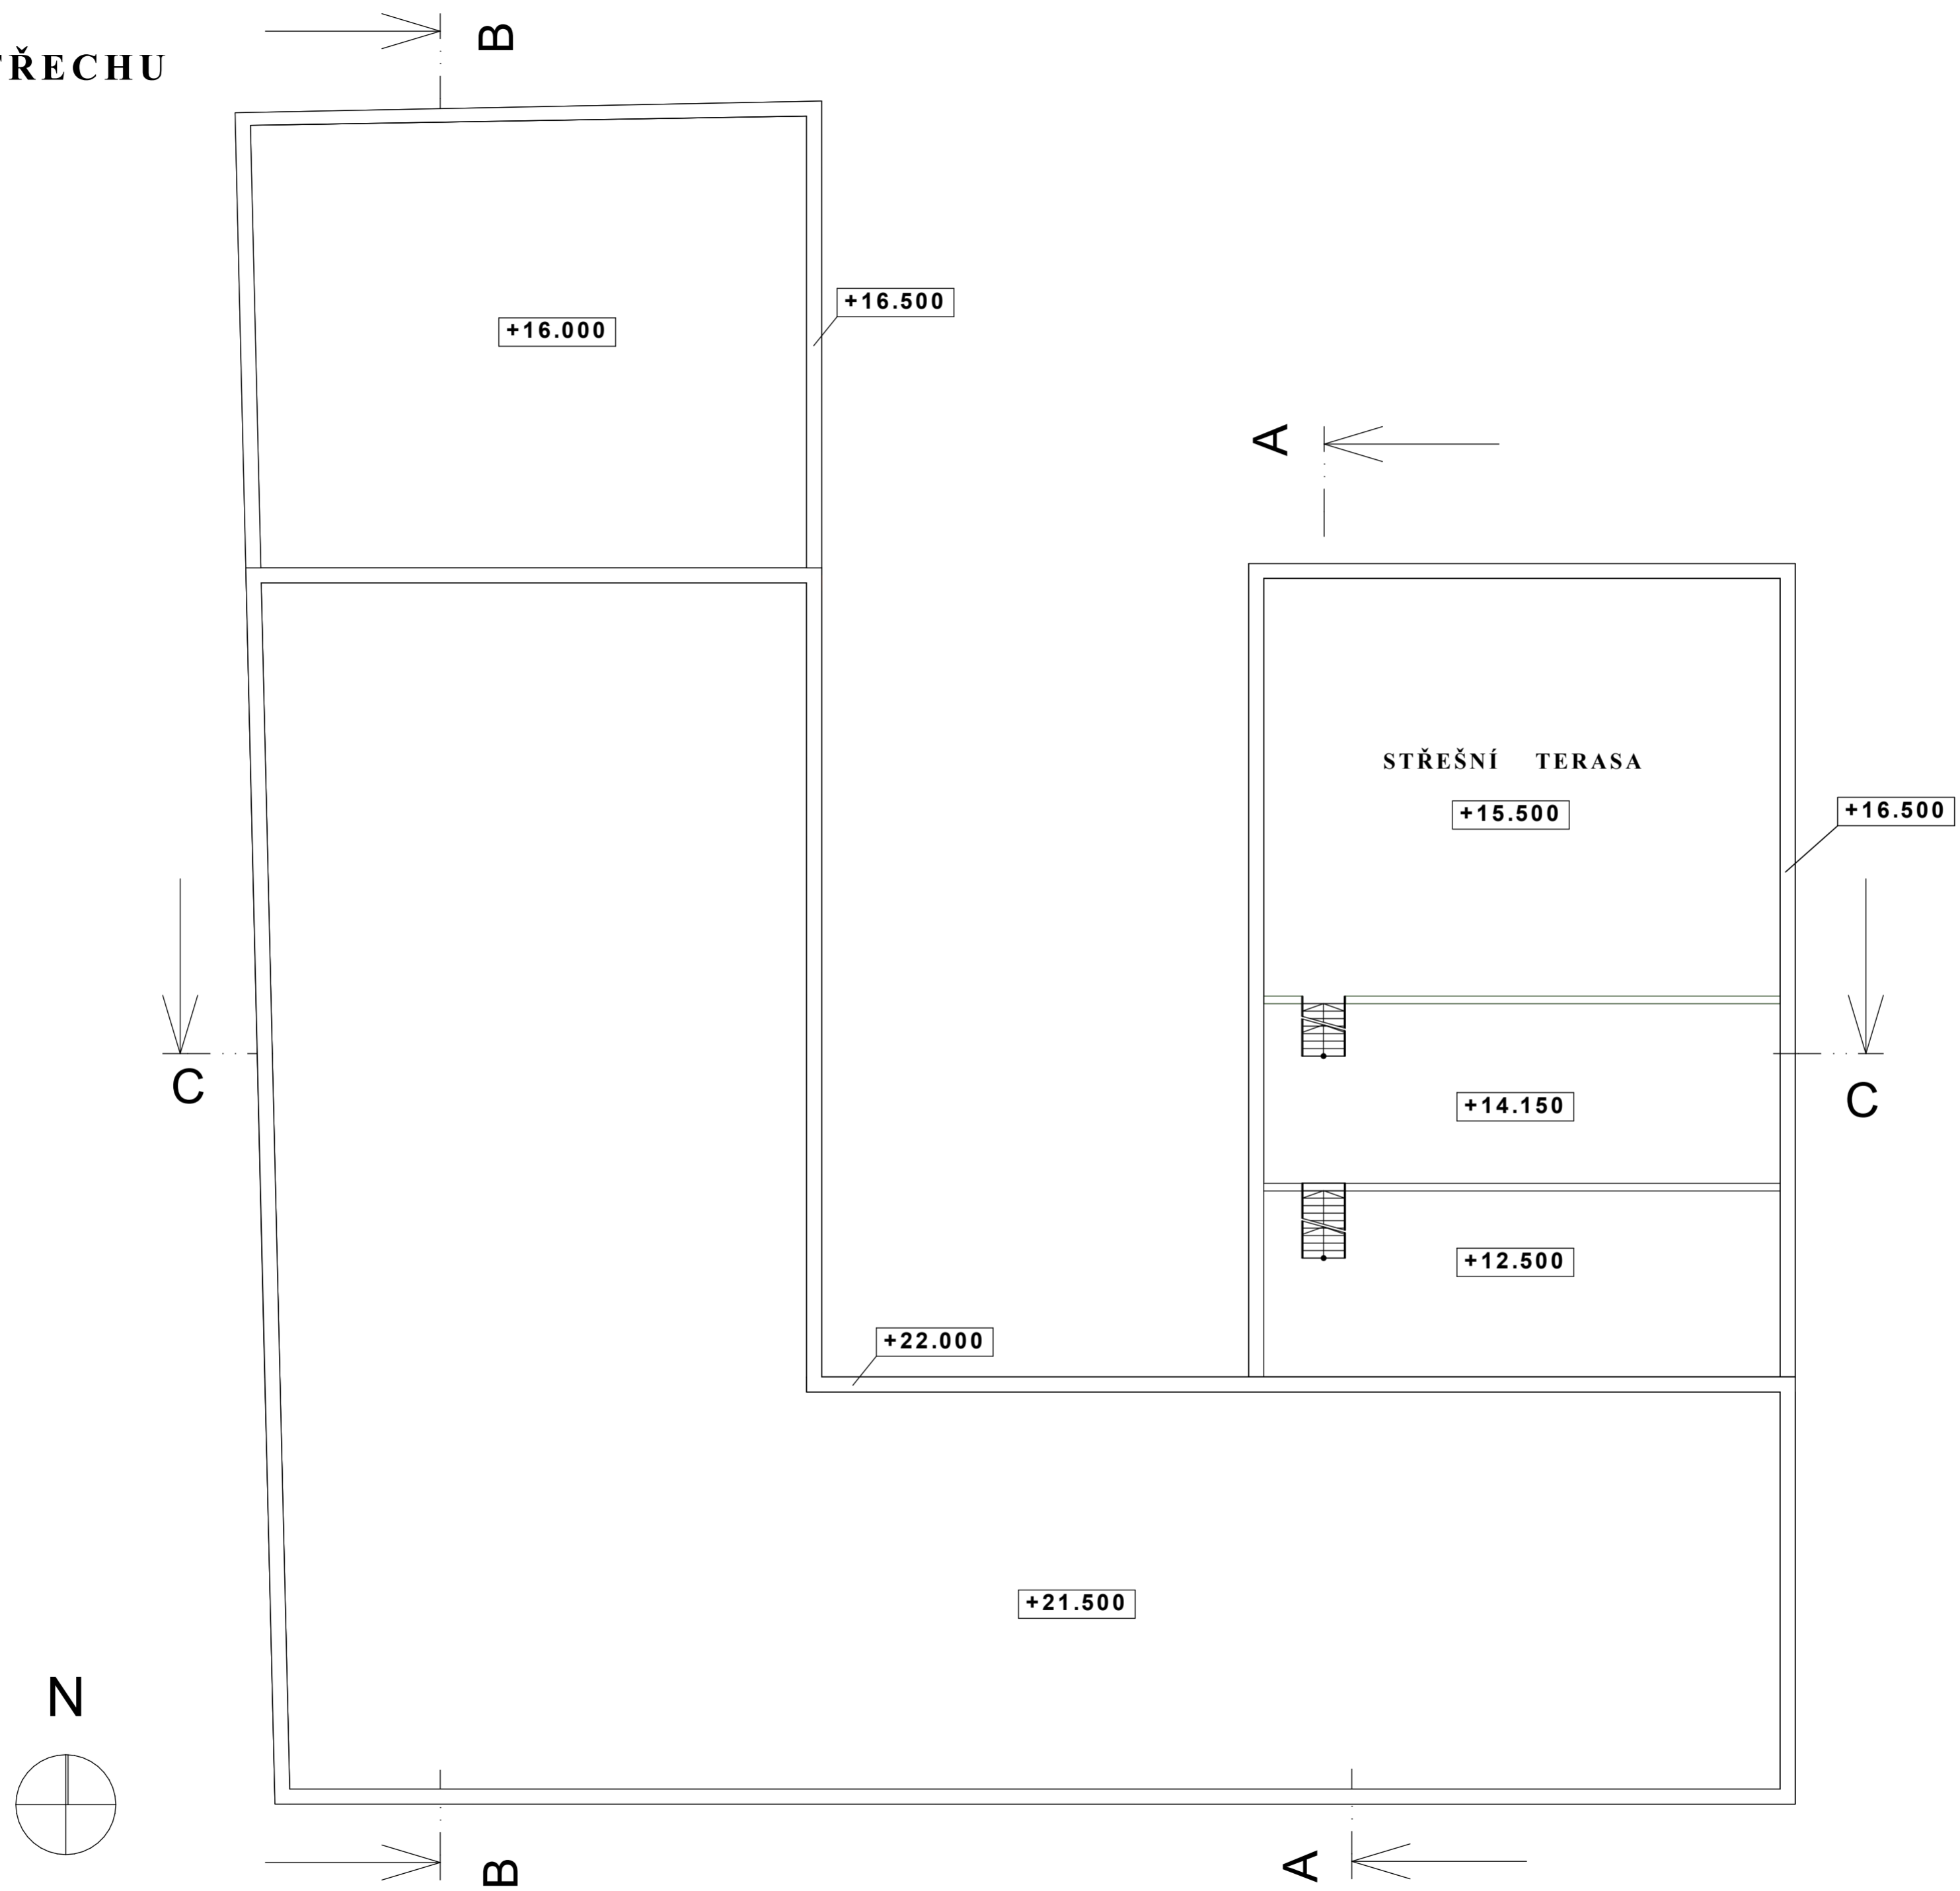 B
ŘECHU
+16.500
+16.000
A
STŘEŠNÍ TERASA
+15.500
+16.500
C
C
+14.150
+12.500
+22.000
+21.500
N
B
A